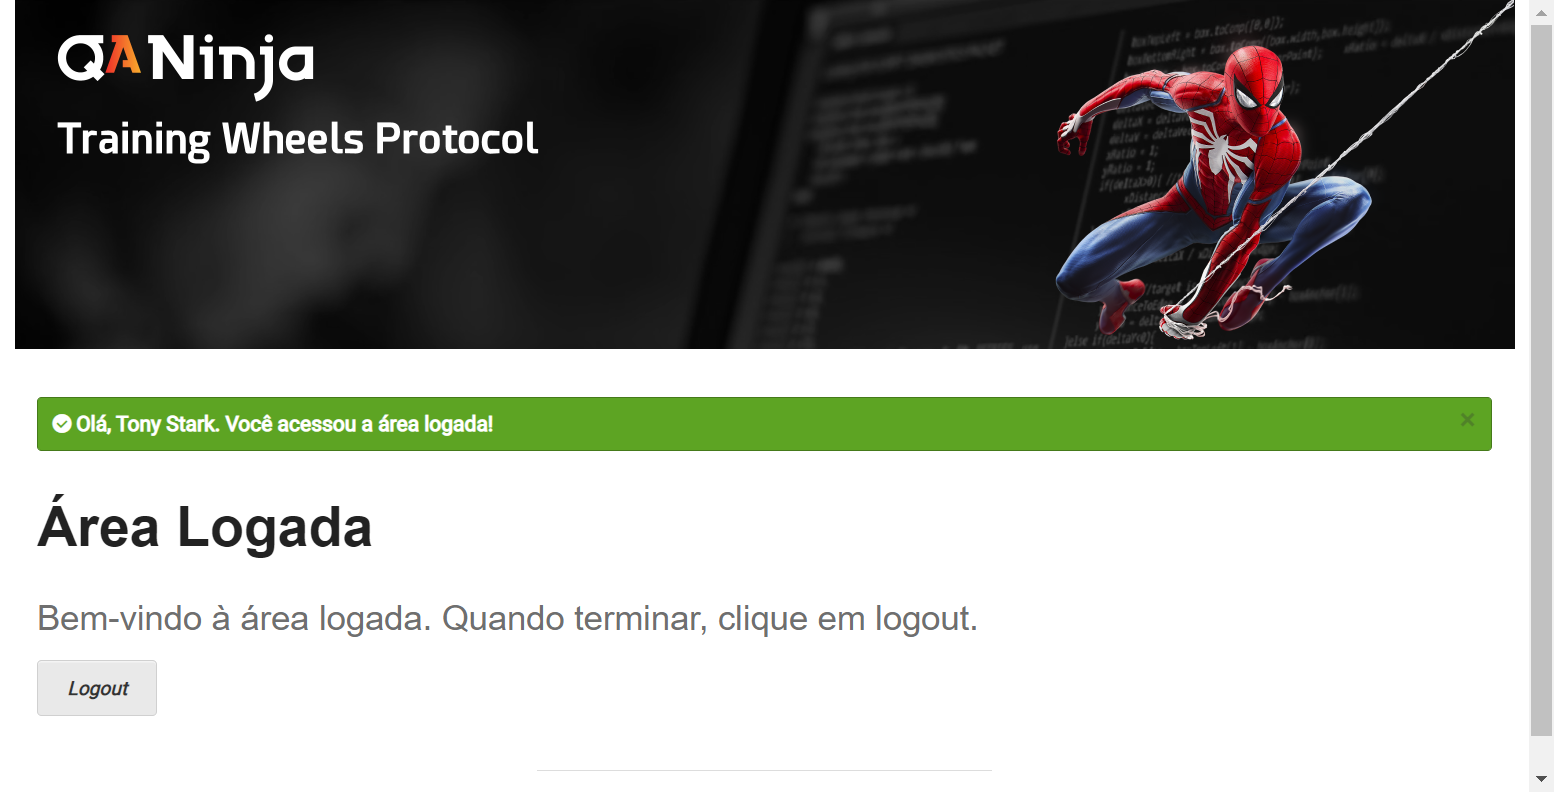 QANinja
Training Wheels Protocol
Olá, Tony Stark. Você acessou a área logada!
×
Área Logada
Bem-vindo à área logada. Quando terminar, clique em logout.
Logout